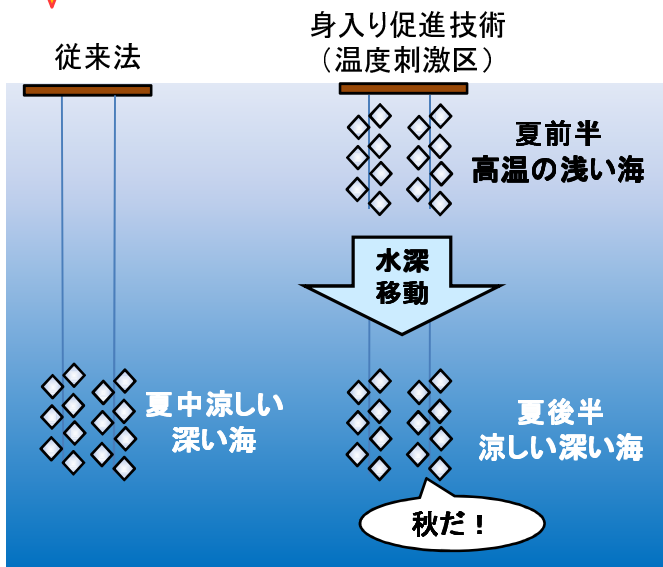 従来法
身入り促進技術
（温度刺激区）
夏前半
高温の浅い海
水深
移動
夏中涼しい
深い海
夏後半
涼しい深い海
秋だ！